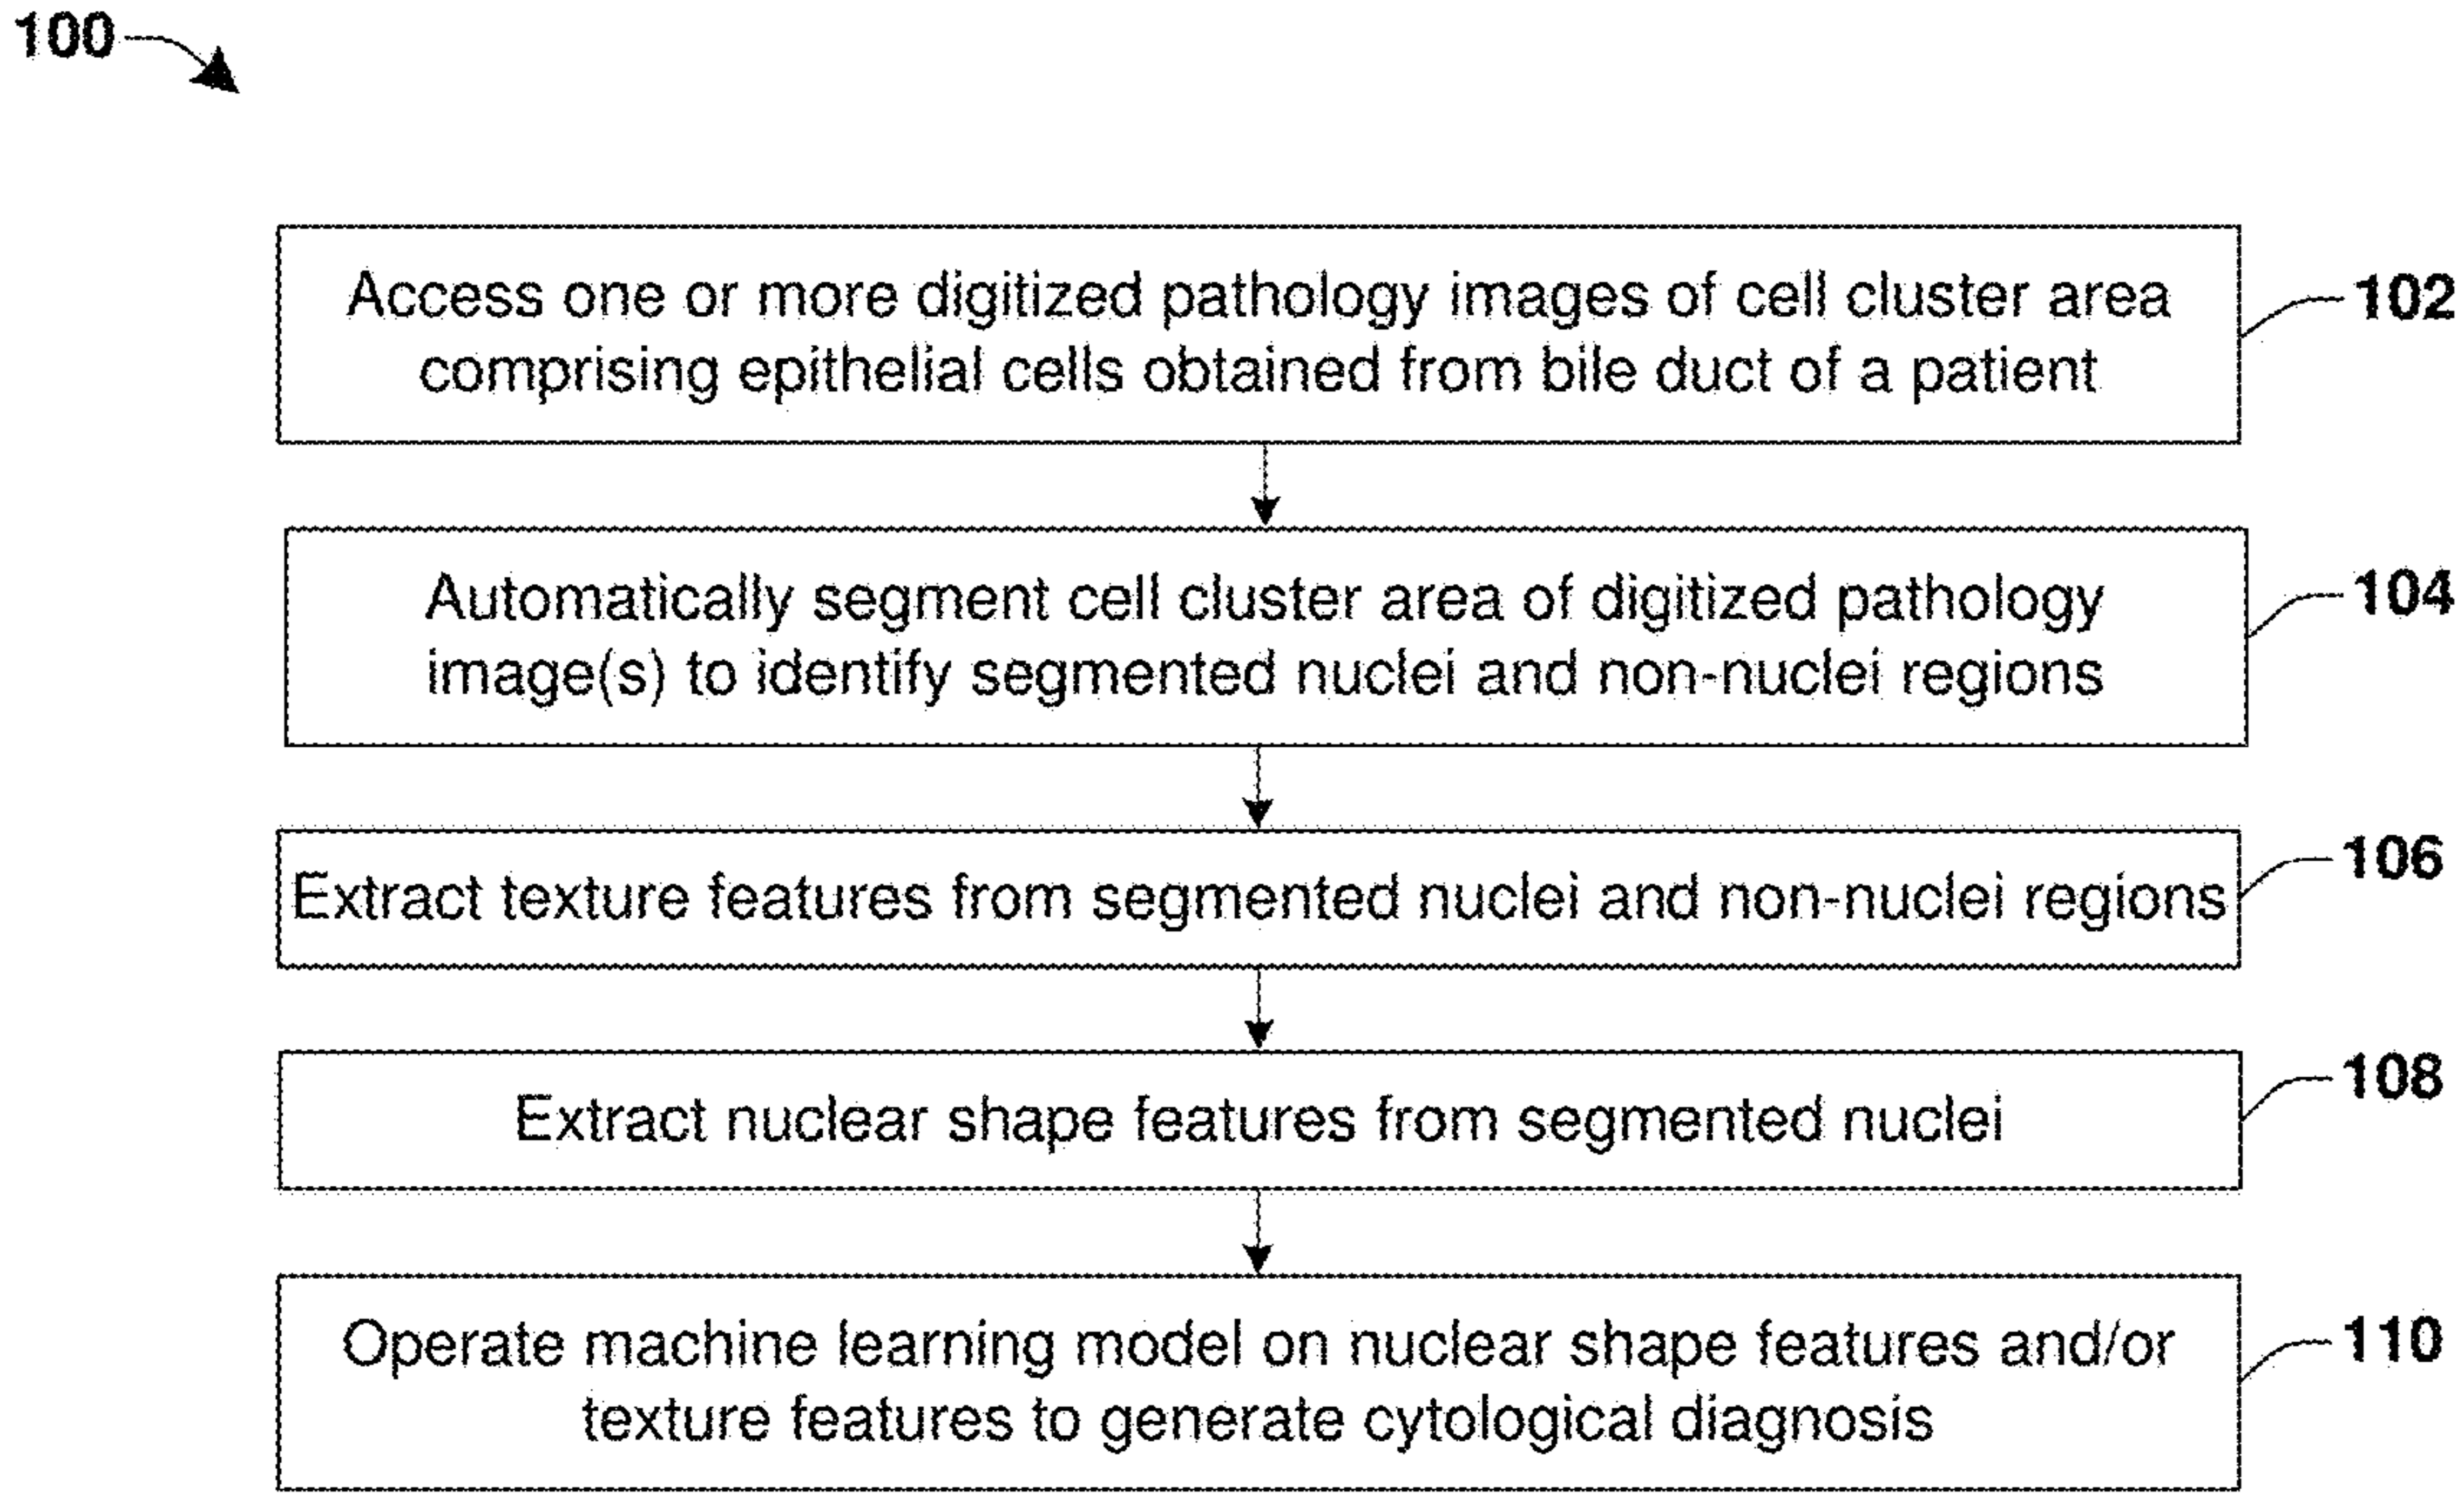 100
Access one or more digitized pathology images of cell cluster area
comprising epithelial cells obtained from bile duct of a patient
102
Automatically segment cell cluster area of digitized pathology
image(s) to identify segmented nuclei and non-nuclei regions
104
Extract texture features from segmented nuclei and non-nuclei regions
106
Extract nuclear shape features from segmented nuclei
108
Operate machine learning model on nuclear shape features and/or
texture features to generate cytological diagnosis
110